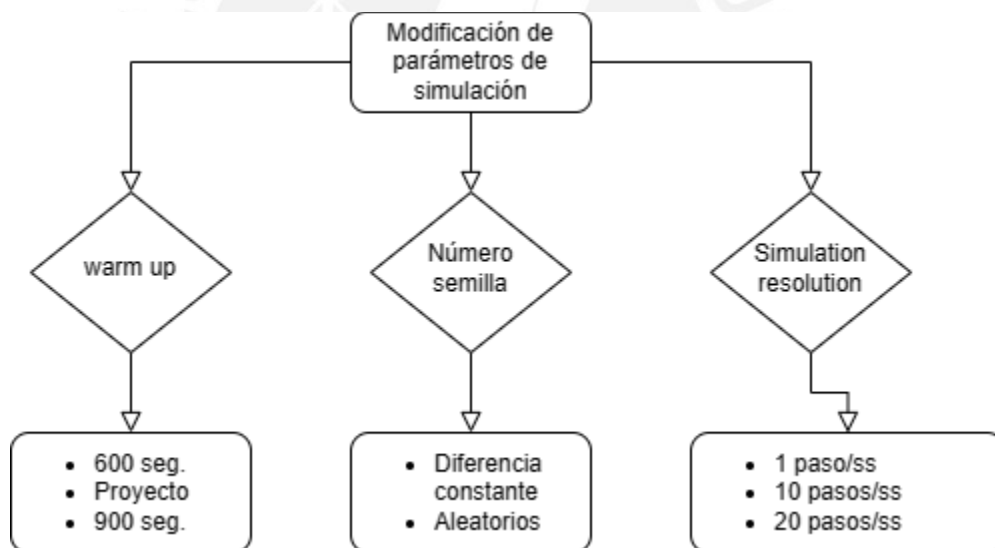 Modificación de
parámetros de
simulación
warm up
Número
semilla
Simulation
resolution
• 600 seg.
• Proyecto
• 900 seg.
• Diferencia
constante
• Aleatorios
• 1 paso/ss
• 10 pasos/ss
• 20 pasos/ss